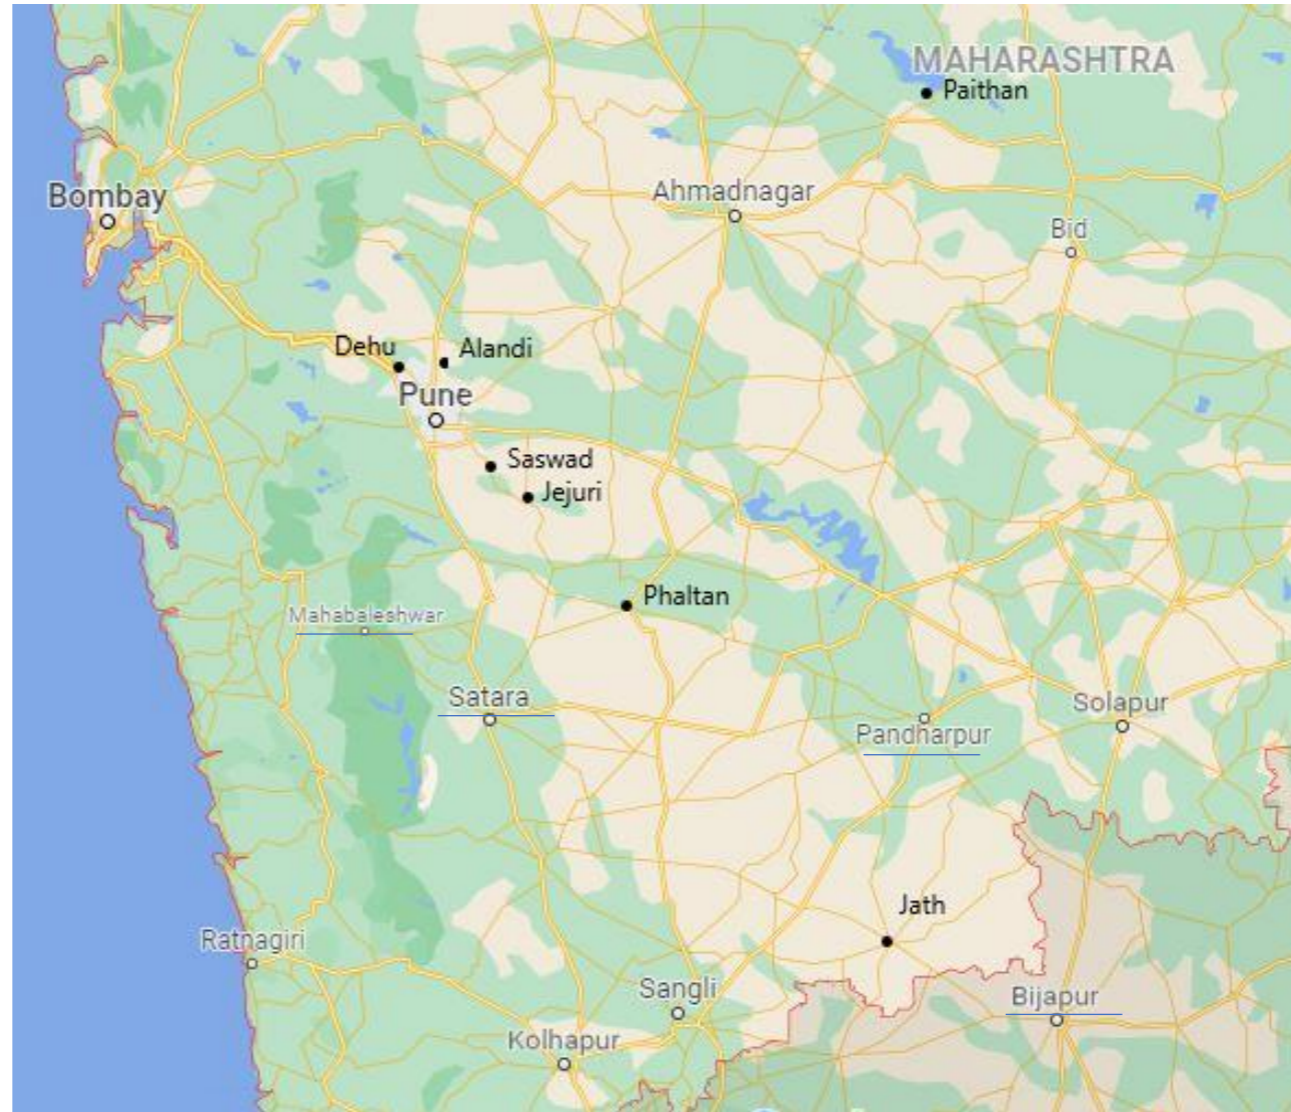 MAHARASHTRA
Paithan
Bombay
Ahmadnagar
Bid
Dehu
Alandi
Pune
Saswad
Jejuri
Phaltan
Mahabaleshwar
Satara
Solapur
Pandharpur
Jath
Ratnagiri
Sangli
Bijapur
Kolhapur